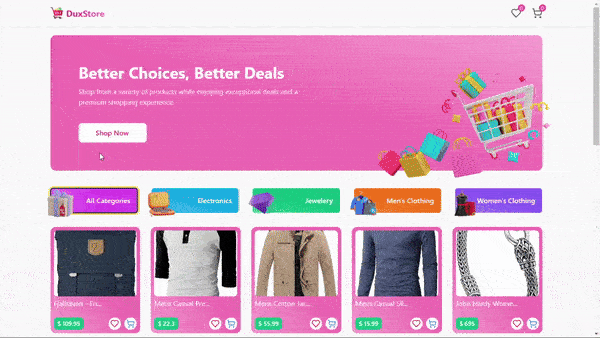 DuxStore
0
0
Better Choices, Better Deals
Shop from a variety of products while enjoying exceptional deals and a
premium shopping experience.
Shop Now
All Categories
Electronics
Jewelery
Men's Clothing
Women's Clothing
Fjallraven - Fo...
Mens Casual Pre...
Mens Cotton Jac...
Mens Casual Sli...
John Hardy Wome...
$ 109.95
$ 22.3
$ 55.99
$ 15.99
$ 695